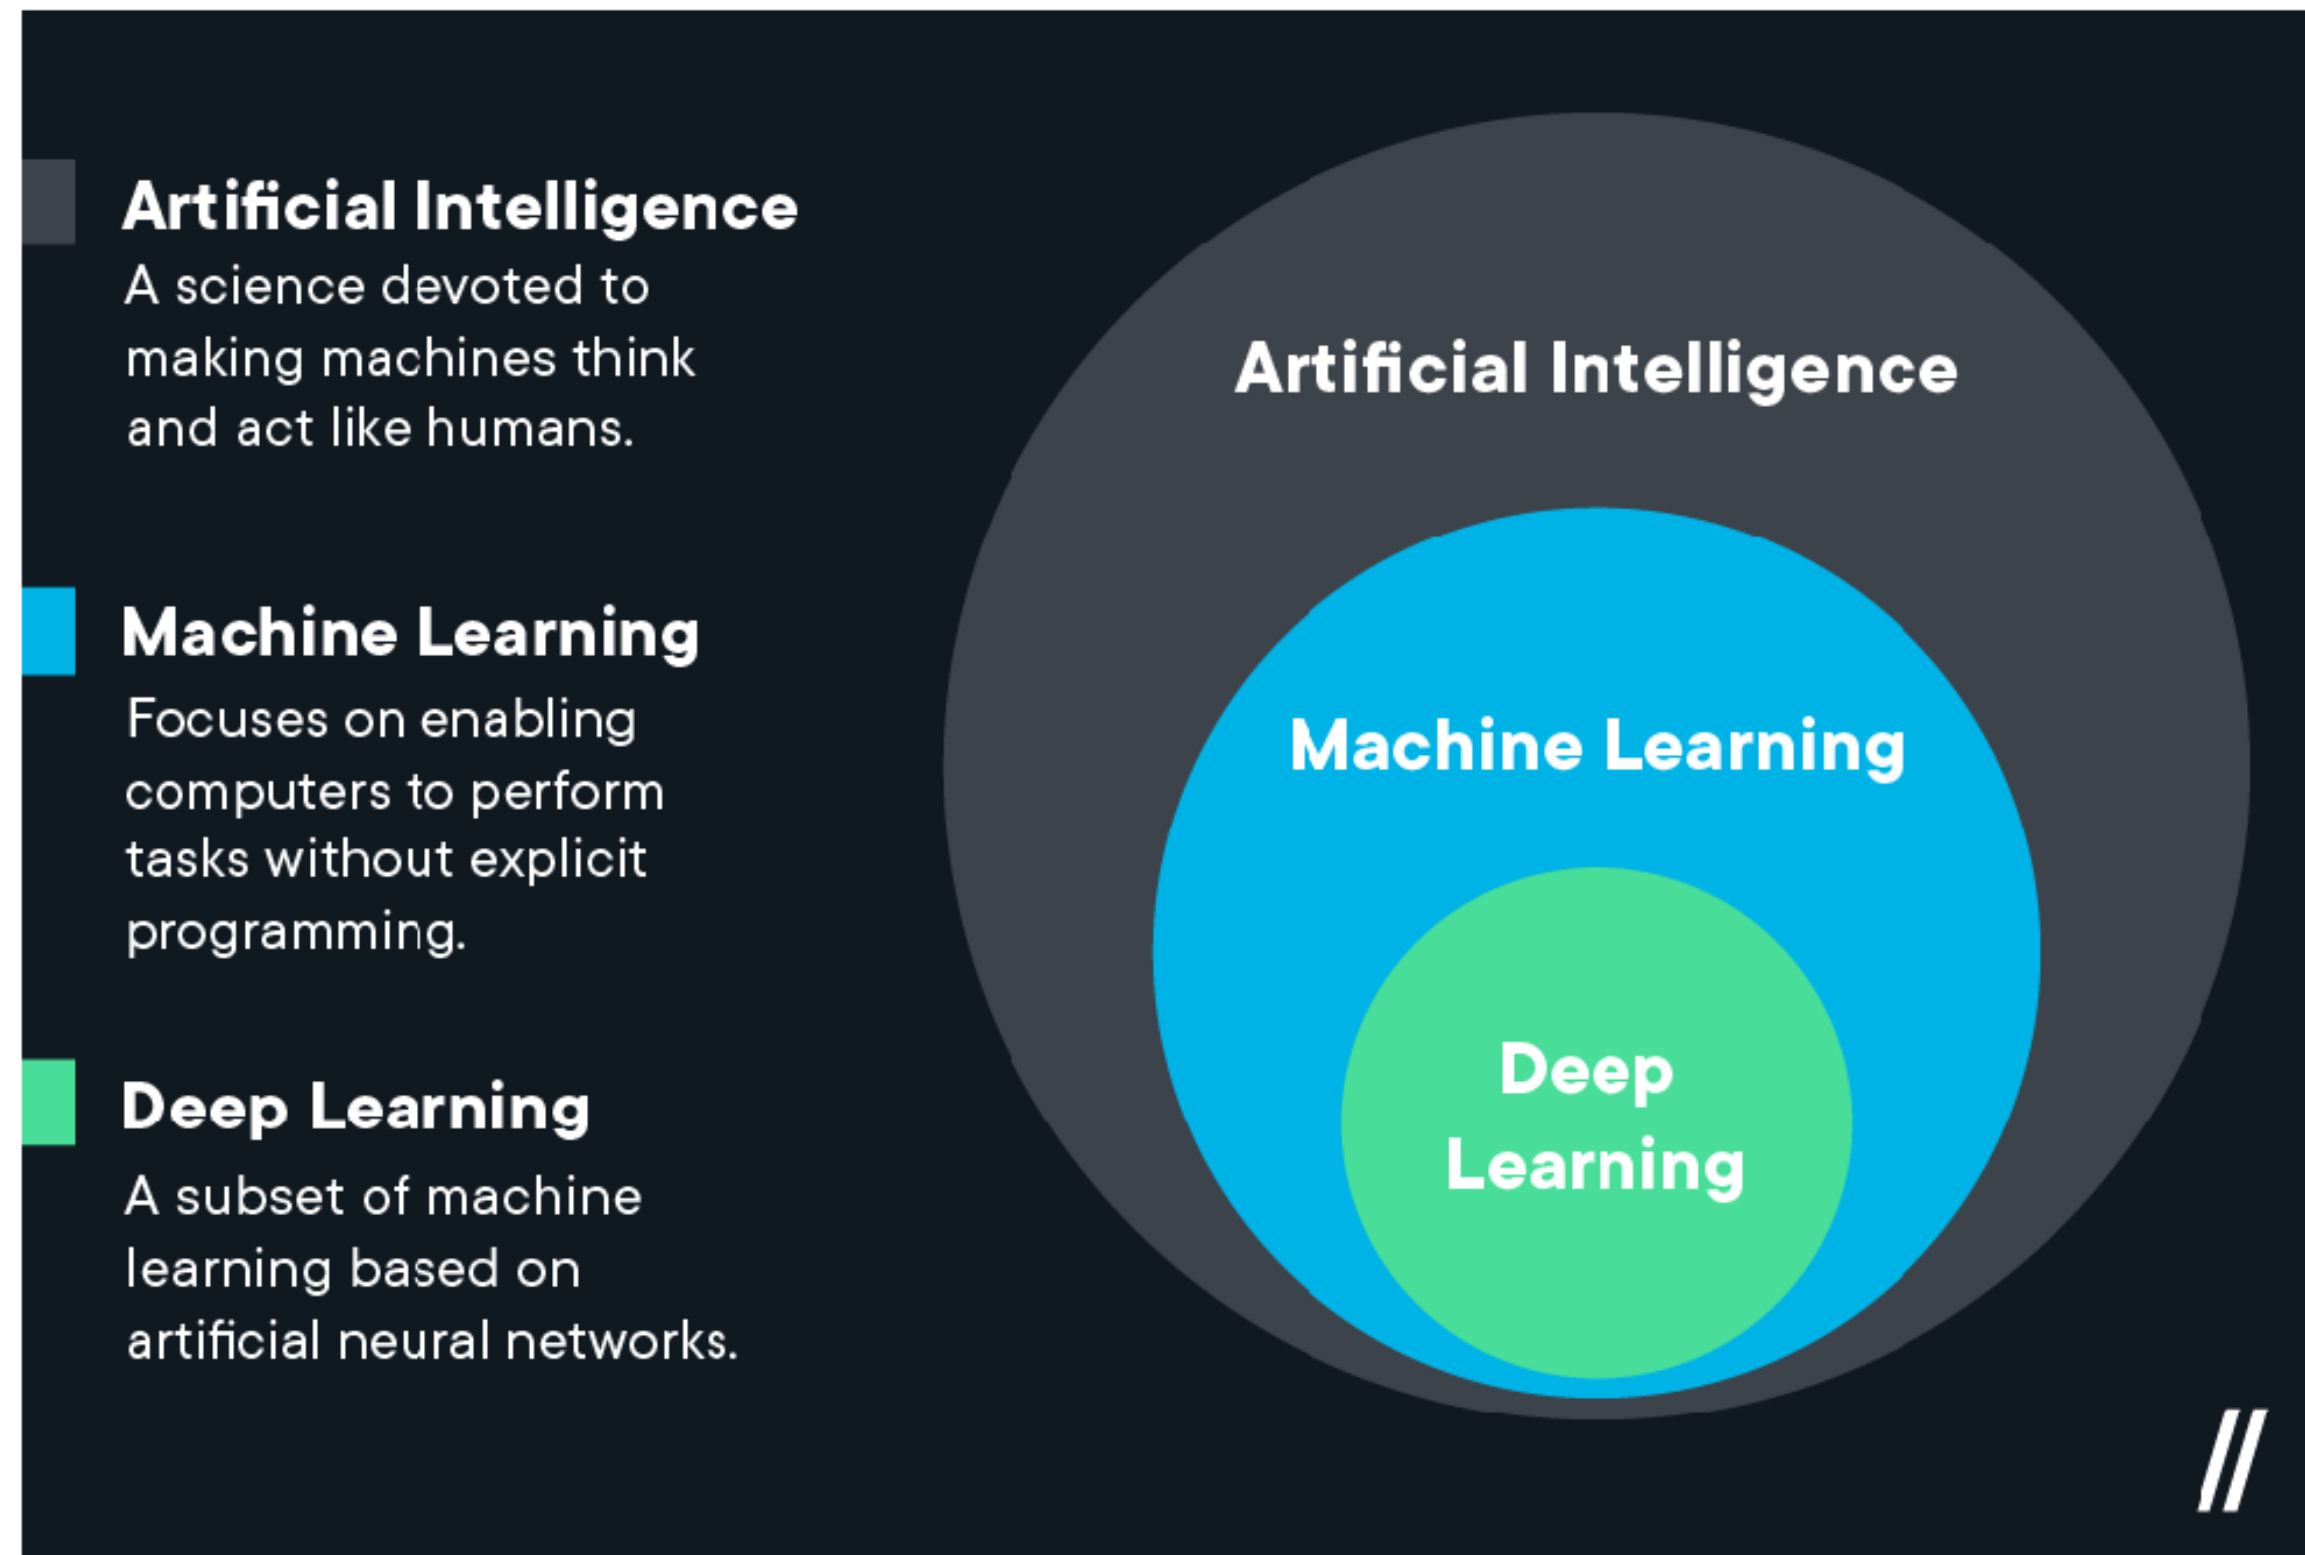 Artificial Intelligence
A science devoted to
making machines think
and act like humans.
Machine Learning
Focuses on enabling
computers to perform
tasks without explicit
programming.
Deep Learning
A subset of machine
learning based on
artificial neural networks.
Artificial Intelligence
Machine Learning
Deep
Learning
//